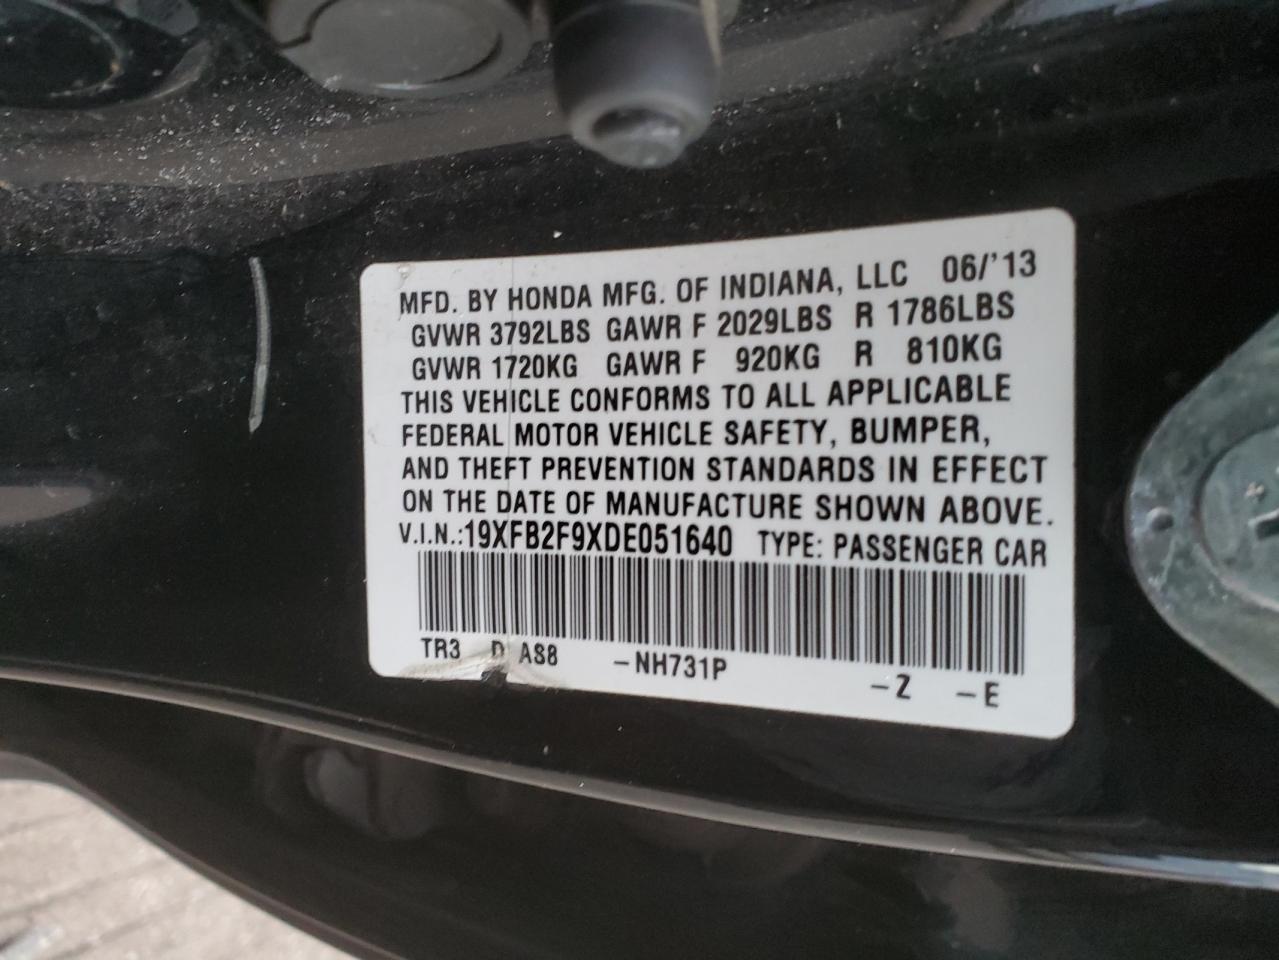 MFD. BY HONDA MFG. OF INDIANA, LLC 06/'13
GVWR 3792LBS GAWR F 2029LBS R 1786LBS
GVWR 1720KG GAWR F 920KG R 810KG
THIS VEHICLE CONFORMS TO ALL APPLICABLE
FEDERAL MOTOR VEHICLE SAFETY, BUMPER,
AND THEFT PREVENTION STANDARDS IN EFFECT
ON THE DATE OF MANUFACTURE SHOWN ABOVE.
V.I.N.:19XFB2F9XDE051640 TYPE: PASSENGER CAR
TR3 D AS8 -NH731P -Z -E